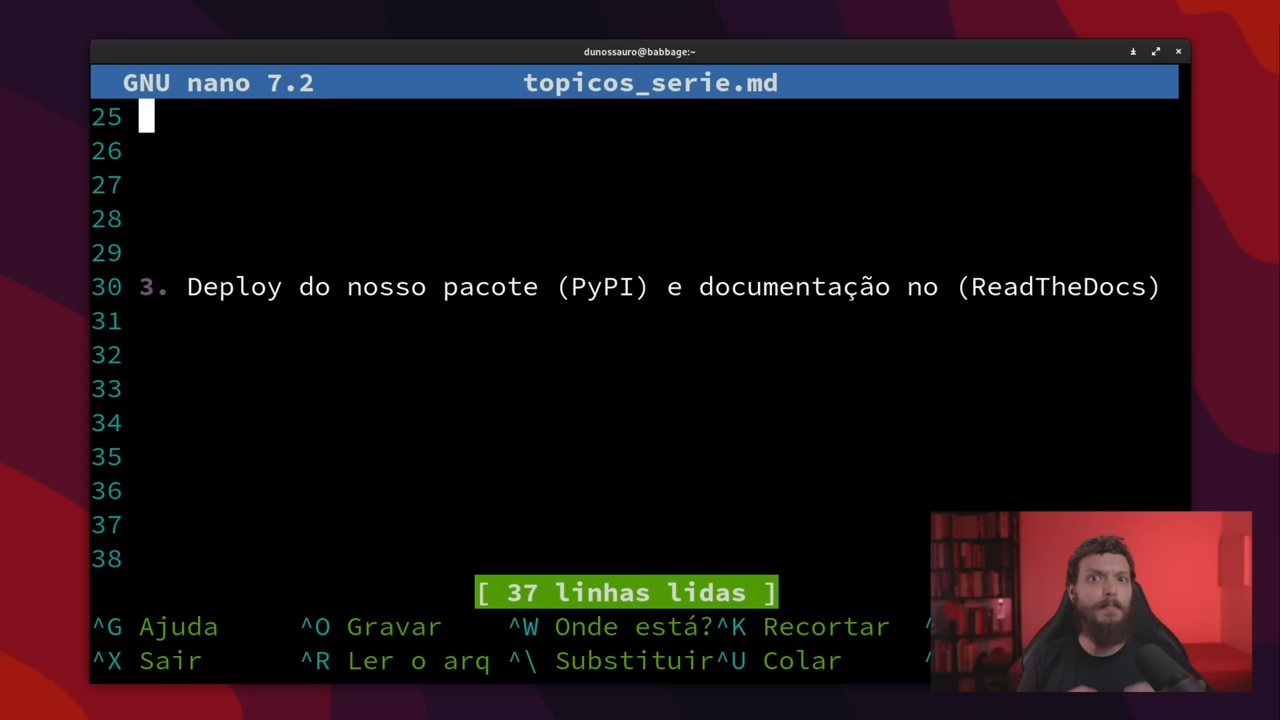 dunossauro@babbage:~
GNU nano 7.2 topicos_serie.md
25
26
27
28
29
30 3. Deploy do nosso pacote (PyPI) e documentação no (ReadTheDocs)
31
32
33
34
35
36
37
38
[ 37 linhas lidas ]
^G Ajuda ^O Gravar ^W Onde está?^K Recortar ^
^X Sair ^R Ler o arq ^\ Substituir^U Colar ^